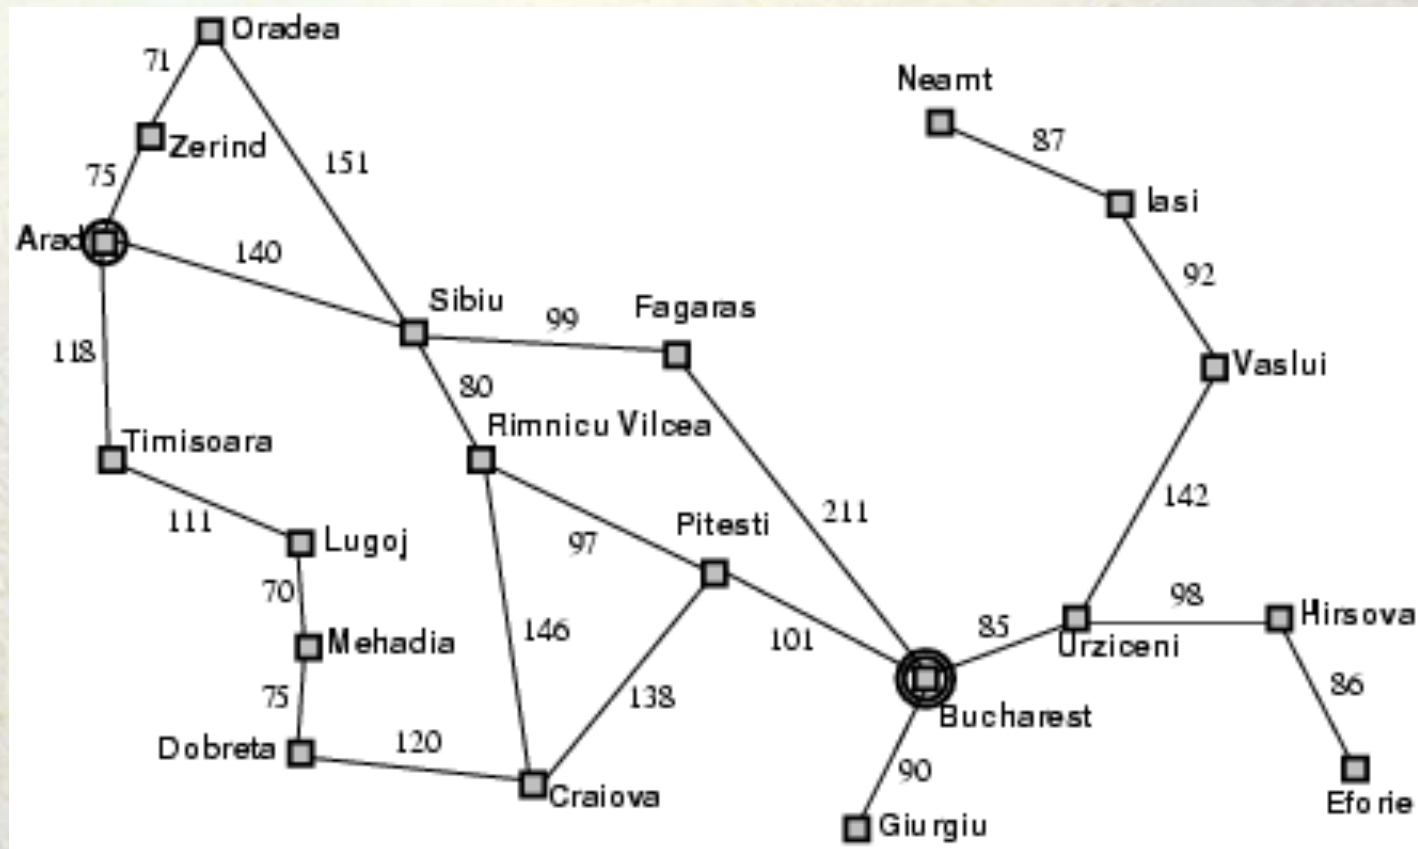 Oradea
71
Neamt
Zerind
87
151
75
Iasi
Arad
140
92
Sibiu
Fagaras
99
118
Vaslui
80
Rimnicu Vilcea
Timisoara
142
211
111
Pitesti
Lugoj
97
70
98
Hirsova
85
146
101
Mehadia
Urziceni
86
138
75
Bucharest
Dobreta
120
90
Craiova
Eforie
Giurgiu